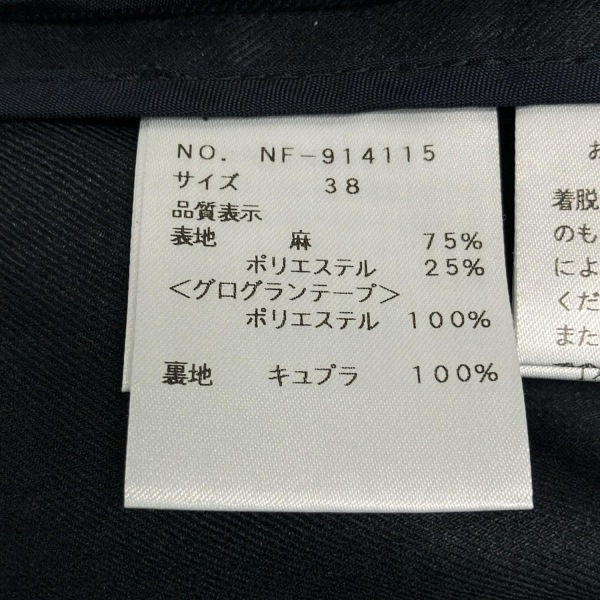 NO. NF-914115
サイズ 38
品質表示
表地 麻 75%
ポリエステル 25%
＜グログランテープ＞
ポリエステル 100%
裏地 キュプラ 100%
お
着脱
のも
によ
くだ
また